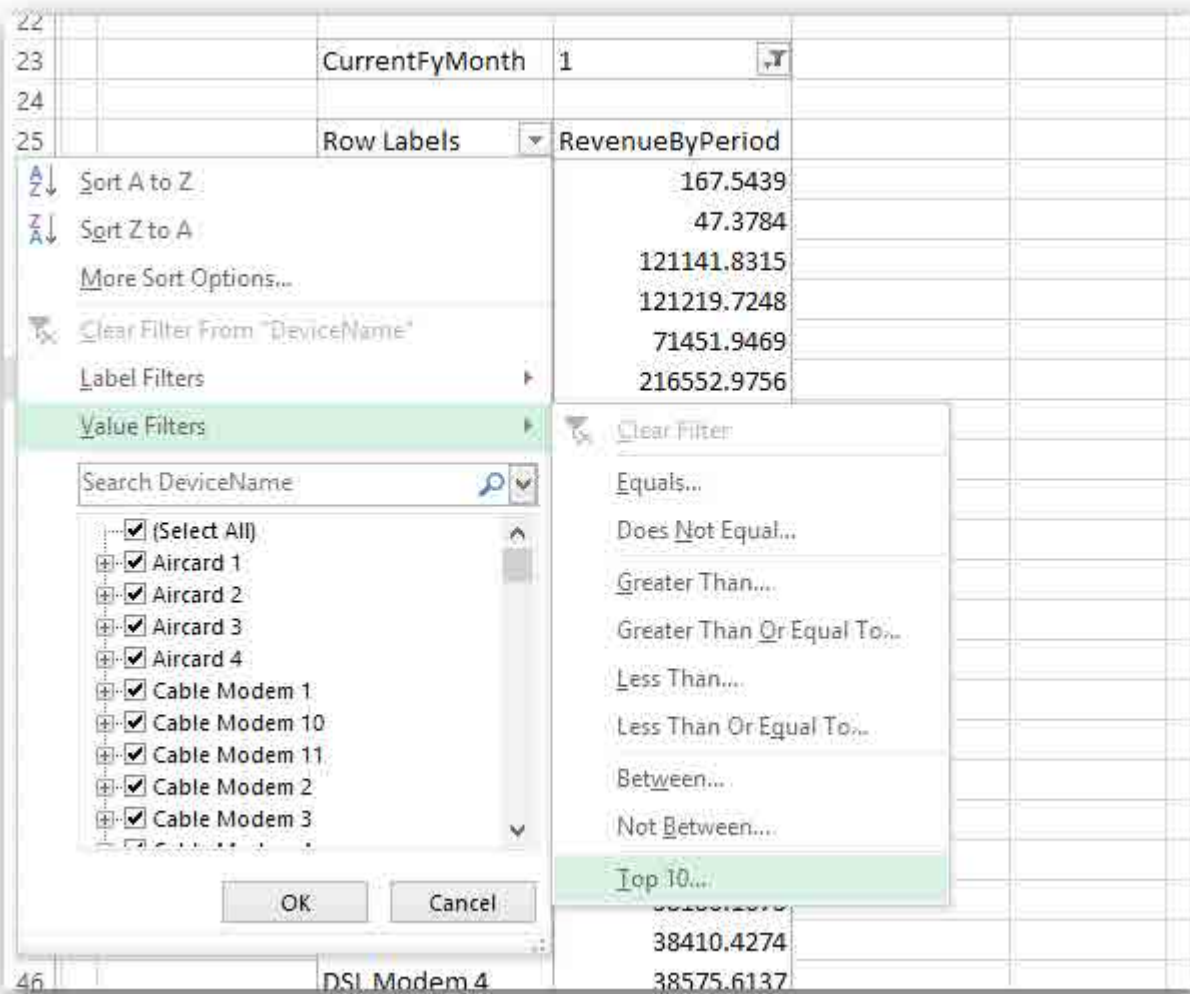 22
23 CurrentFyMonth 1
24
25 Row Labels RevenueByPeriod
167.5439
47.3784
121141.8315
121219.7248
71451.9469
216552.9756
Sort A to Z
Sort Z to A
More Sort Options...
Clear Filter From "DeviceName"
Label Filters
Value Filters
Search DeviceName
(Select All)
Aircard 1
Aircard 2
Aircard 3
Aircard 4
Cable Modem 1
Cable Modem 10
Cable Modem 11
Cable Modem 2
Cable Modem 3
OK Cancel
Clear Filter
Equals...
Does Not Equal...
Greater Than...
Greater Than Or Equal To...
Less Than...
Less Than Or Equal To...
Between...
Not Between...
Top 10...
38410.4274
46 DSL Modem 4 38575.6137